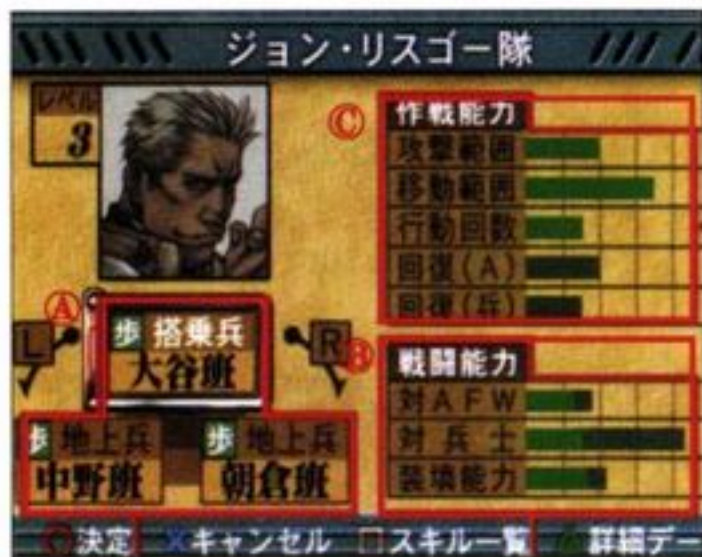 ジョン・リスゴー隊
レベル
3
Ⓒ
作戦能力
攻撃範囲
移動範囲
行動回数
回復(A)
回復(兵)
Ⓐ
歩 搭乗兵
大谷班
L
R
歩 地上兵
中野班
歩 地上兵
朝倉班
Ⓑ
戦闘能力
対AFW
対兵士
装填能力
決定 ×キャンセル □スキル一覧 △詳細デー